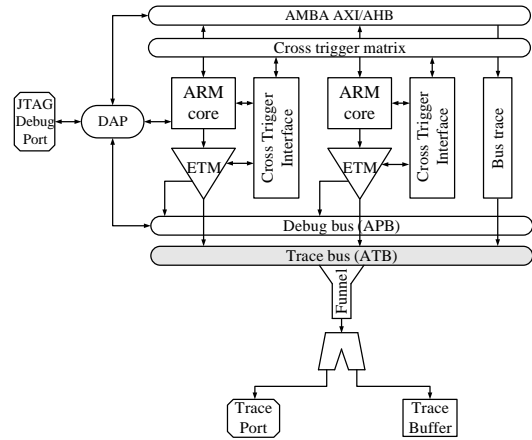 AMBA AXI/AHB
Cross trigger matrix
JTAG
Debug
Port
DAP
ARM
core
Cross Trigger
Interface
ARM
core
Cross Trigger
Interface
Bus trace
ETM
ETM
Debug bus (APB)
Trace bus (ATB)
Funnel
Trace
Port
Trace
Buffer